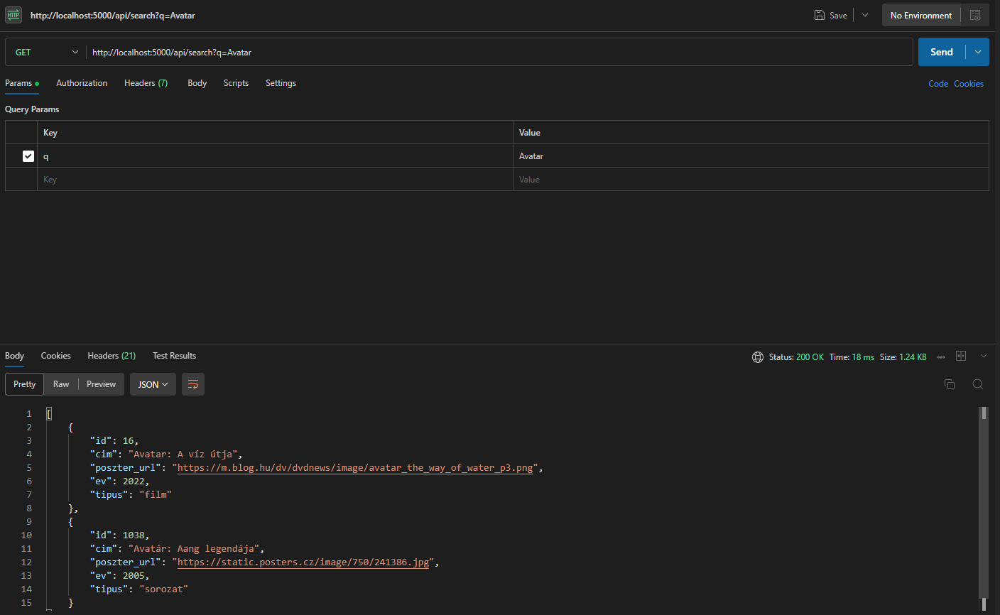 HTTP http://localhost:5000/api/search?q=Avatar Save No Environment
GET http://localhost:5000/api/search?q=Avatar Send
Params Authorization Headers (7) Body Scripts Settings Code Cookies
Query Params
Key Value
q Avatar
Key Value
Body Cookies Headers (21) Test Results Status: 200 OK Time: 18 ms Size: 1.24 KB
Pretty Raw Preview JSON
1 [
2 {
3 "id": 16,
4 "cim": "Avatar: A víz útja",
5 "poszter_url": "https://m.blog.hu/dv/dvdnews/image/avatar_the_way_of_water_p3.png",
6 "ev": 2022,
7 "tipus": "film"
8 },
9 {
10 "id": 1038,
11 "cim": "Avatár: Aang legendája",
12 "poszter_url": "https://static.posters.cz/image/750/241386.jpg",
13 "ev": 2005,
14 "tipus": "sorozat"
15 }